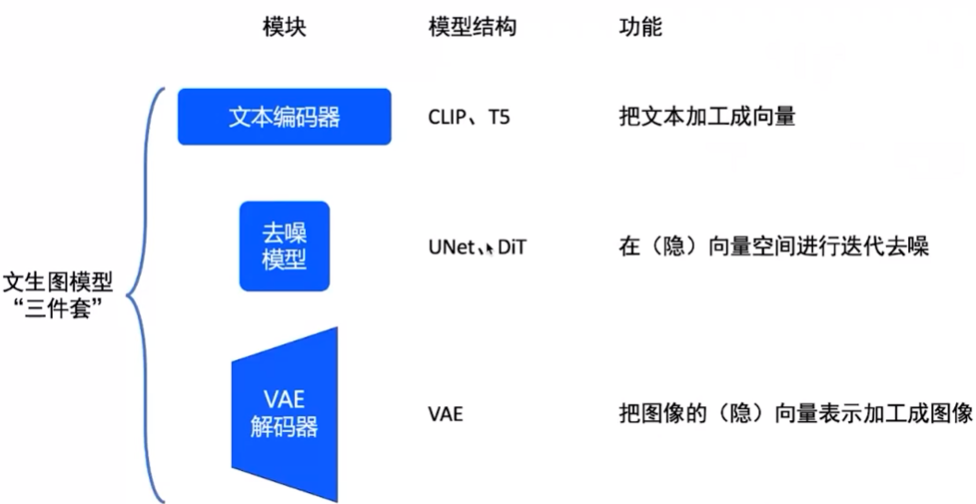 模块 模型结构 功能
文本编码器 CLIP、T5 把文本加工成向量
去噪
模型
UNet、DiT 在（隐）向量空间进行迭代去噪
文生图模型
“三件套”
VAE
解码器
VAE 把图像的（隐）向量表示加工成图像